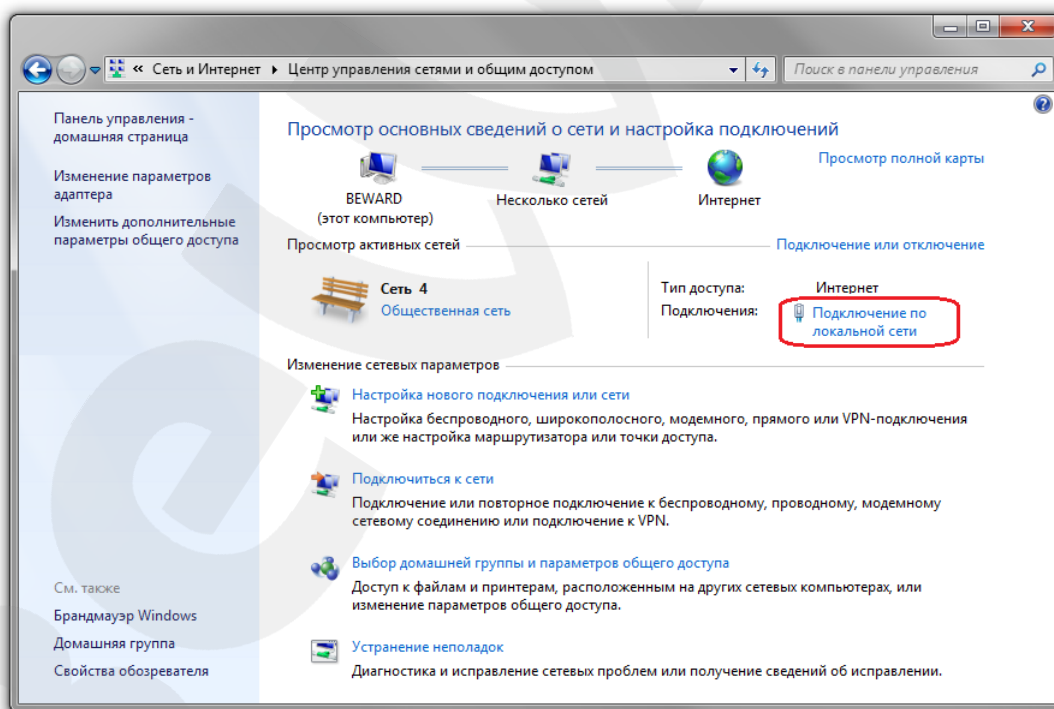 « Сеть и Интернет ▸ Центр управления сетями и общим доступом
Поиск в панели управления
Панель управления -
домашняя страница
Изменение параметров
адаптера
Изменить дополнительные
параметры общего доступа
Просмотр основных сведений о сети и настройка подключений
Просмотр полной карты
BEWARD
(этот компьютер)
Несколько сетей
Интернет
Просмотр активных сетей
Подключение или отключение
Сеть 4
Общественная сеть
Тип доступа: Интернет
Подключения: Подключение по
локальной сети
Изменение сетевых параметров
Настройка нового подключения или сети
Настройка беспроводного, широкополосного, модемного, прямого или VPN-подключения
или же настройка маршрутизатора или точки доступа.
Подключиться к сети
Подключение или повторное подключение к беспроводному, проводному, модемному
сетевому соединению или подключение к VPN.
Выбор домашней группы и параметров общего доступа
Доступ к файлам и принтерам, расположенным на других сетевых компьютерах, или
изменение параметров общего доступа.
Устранение неполадок
Диагностика и исправление сетевых проблем или получение сведений об исправлении.
См. также
Брандмауэр Windows
Домашняя группа
Свойства обозревателя